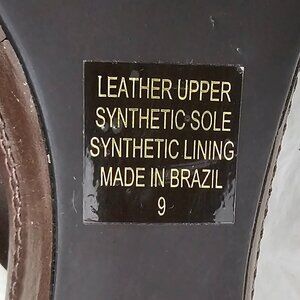 LEATHER UPPER
SYNTHETIC SOLE
SYNTHETIC LINING
MADE IN BRAZIL
9